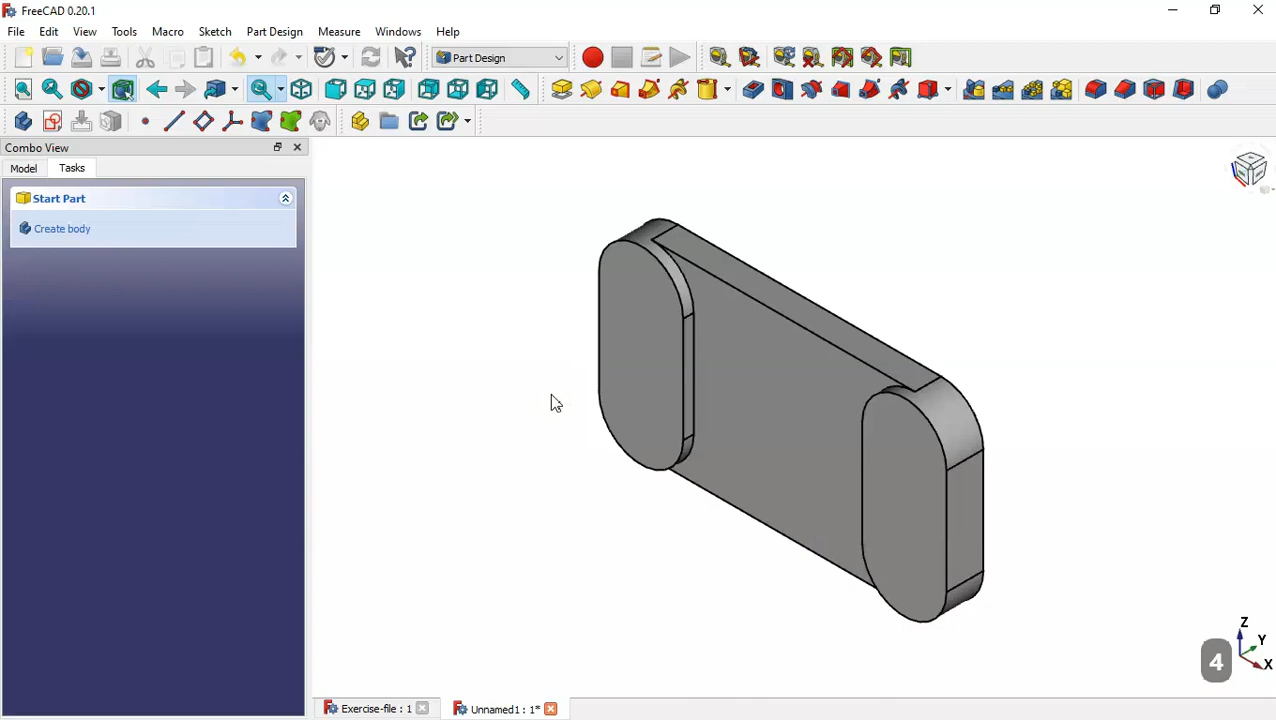 FreeCAD 0.20.1
File Edit View Tools Macro Sketch Part Design Measure Windows Help
Part Design
Combo View
Model Tasks
Start Part
Create body
Z
Y
X
4
Exercise-file : 1
Unnamed1 : 1*